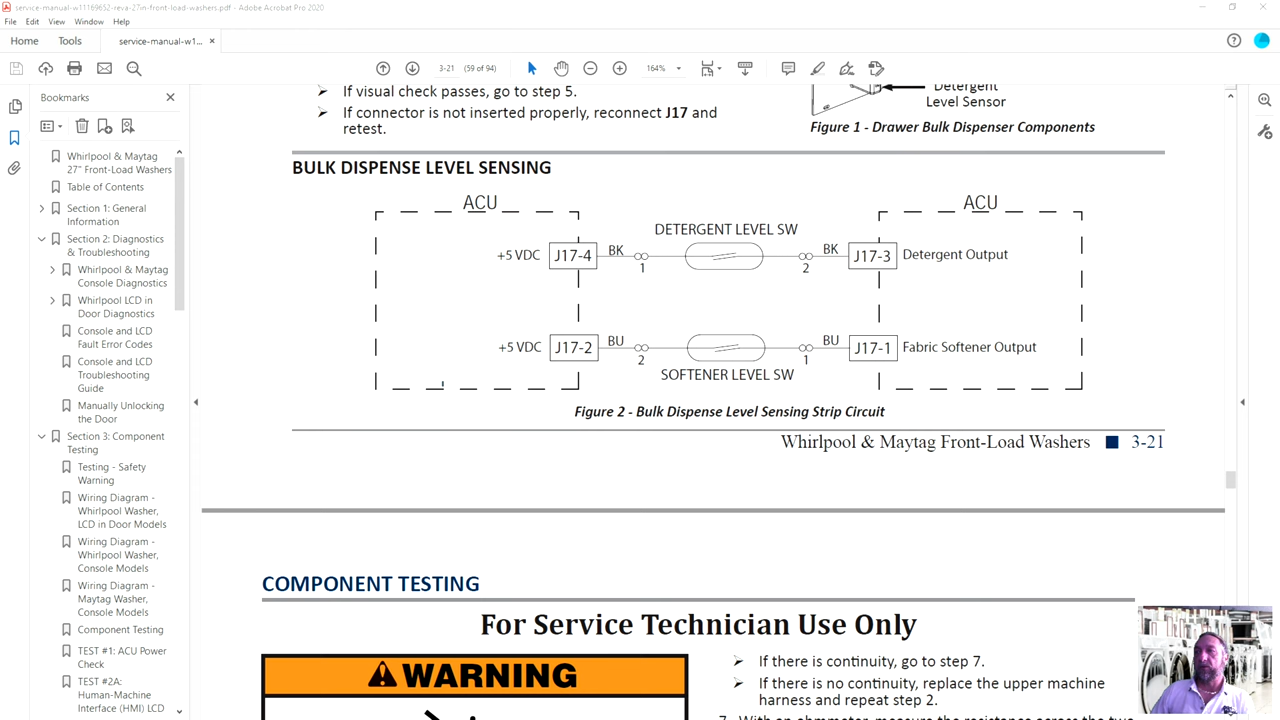 service-manual-w11169652-reva-27in-front-load-washers.pdf - Adobe Acrobat Pro 2020
File Edit View Window Help
Home Tools service-manual-w1... ×
3-21 (59 of 94) 164%
Bookmarks
Whirlpool & Maytag
27" Front-Load Washers
Table of Contents
Section 1: General
Information
Section 2: Diagnostics
& Troubleshooting
Whirlpool & Maytag
Console Diagnostics
Whirlpool LCD in
Door Diagnostics
Console and LCD
Fault Error Codes
Console and LCD
Troubleshooting
Guide
Manually Unlocking
the Door
Section 3: Component
Testing
Testing - Safety
Warning
Wiring Diagram -
Whirlpool Washer,
LCD in Door Models
Wiring Diagram -
Whirlpool Washer,
Console Models
Wiring Diagram -
Maytag Washer,
Console Models
Component Testing
TEST #1: ACU Power
Check
TEST #2A:
Human-Machine
Interface (HMI) LCD
➢ If visual check passes, go to step 5.
➢ If connector is not inserted properly, reconnect J17 and
retest.
Detergent
Level Sensor
Figure 1 - Drawer Bulk Dispenser Components
BULK DISPENSE LEVEL SENSING
ACU ACU
DETERGENT LEVEL SW
+5 VDC J17-4 BK 1 2 BK J17-3 Detergent Output
+5 VDC J17-2 BU 2 1 BU J17-1 Fabric Softener Output
SOFTENER LEVEL SW
Figure 2 - Bulk Dispense Level Sensing Strip Circuit
Whirlpool & Maytag Front-Load Washers ■ 3-21
COMPONENT TESTING
For Service Technician Use Only
WARNING
➢ If there is continuity, go to step 7.
➢ If there is no continuity, replace the upper machine
harness and repeat step 2.
7. With an ohmmeter, measure the resistance across the two